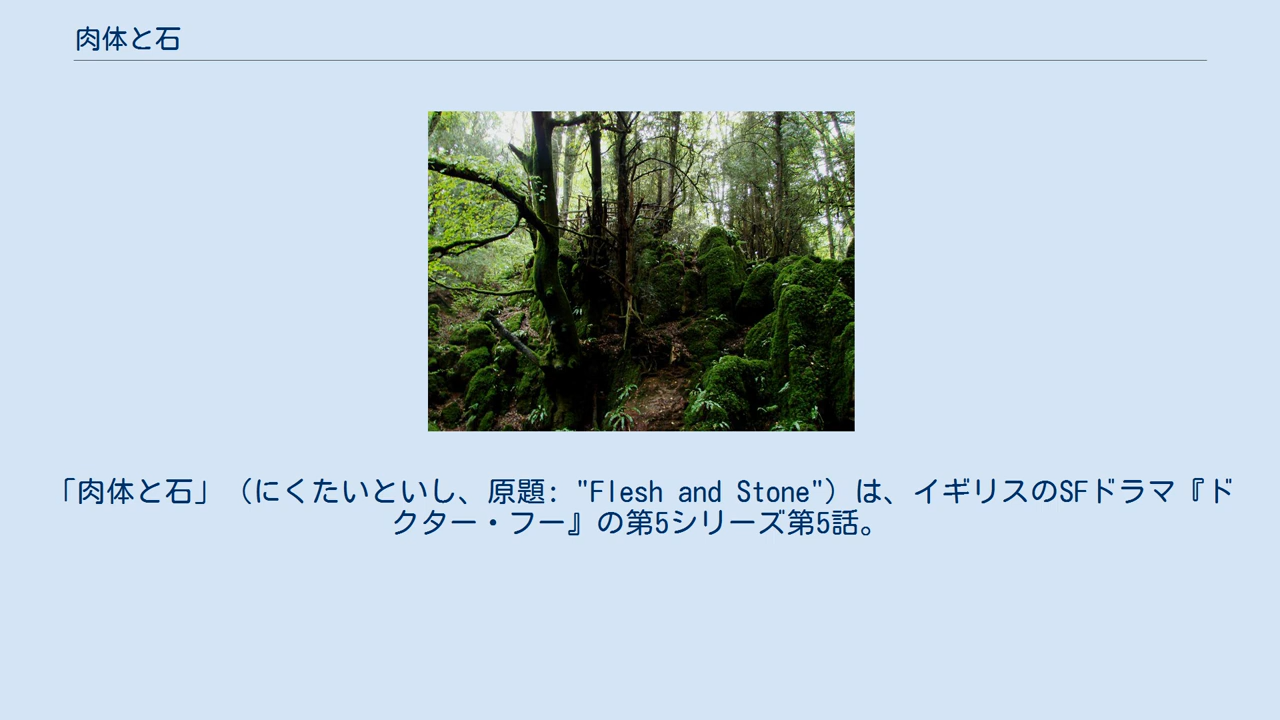 肉体と石
「肉体と石」（にくたいといし、原題: "Flesh and Stone"）は、イギリスのSFドラマ『ド
クター・フー』の第5シリーズ第5話。